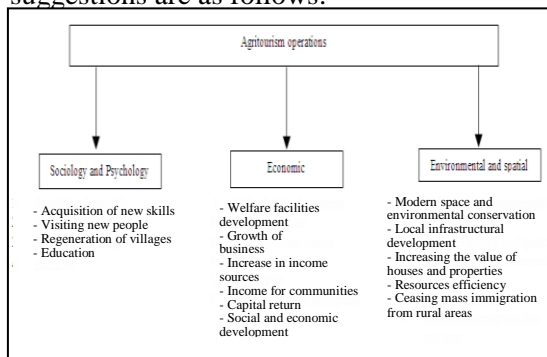 suggestions are as follows:
Agritourism operations
Sociology and Psychology
- Acquisition of new skills
- Visiting new people
- Regeneration of villages
- Education
Economic
- Welfare facilities
development
- Growth of
business
- Increase in income
sources
- Income for communities
- Capital return
- Social and economic
development
Environmental and spatial
- Modern space and
environmental conservation
- Local infrastructural
development
- Increasing the value of
houses and properties
- Resources efficiency
- Ceasing mass immigration
from rural areas